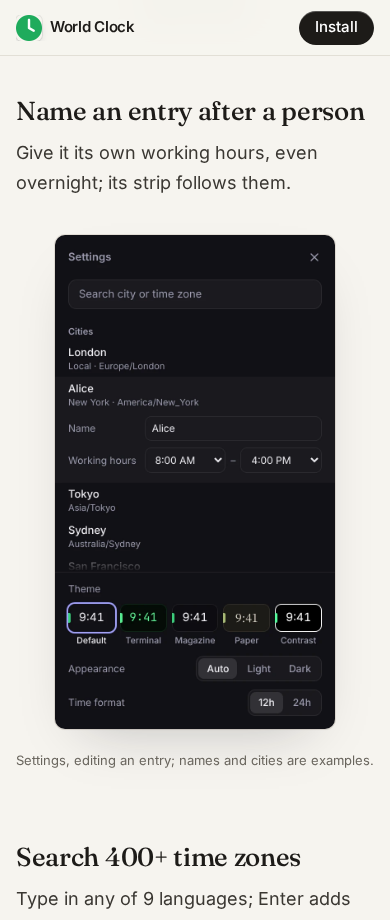 World Clock
Install
Name an entry after a person
Give it its own working hours, even
overnight; its strip follows them.
Settings
Search city or time zone
Cities
London
Local · Europe/London
Alice
New York · America/New_York
Name Alice
Working hours 8:00 AM – 4:00 PM
Tokyo
Asia/Tokyo
Sydney
Australia/Sydney
San Francisco
Theme
9:41 9:41 9:41 9:41 9:41
Default Terminal Magazine Paper Contrast
Appearance Auto Light Dark
Time format 12h 24h
Settings, editing an entry; names and cities are examples.
Search 400+ time zones
Type in any of 9 languages; Enter adds